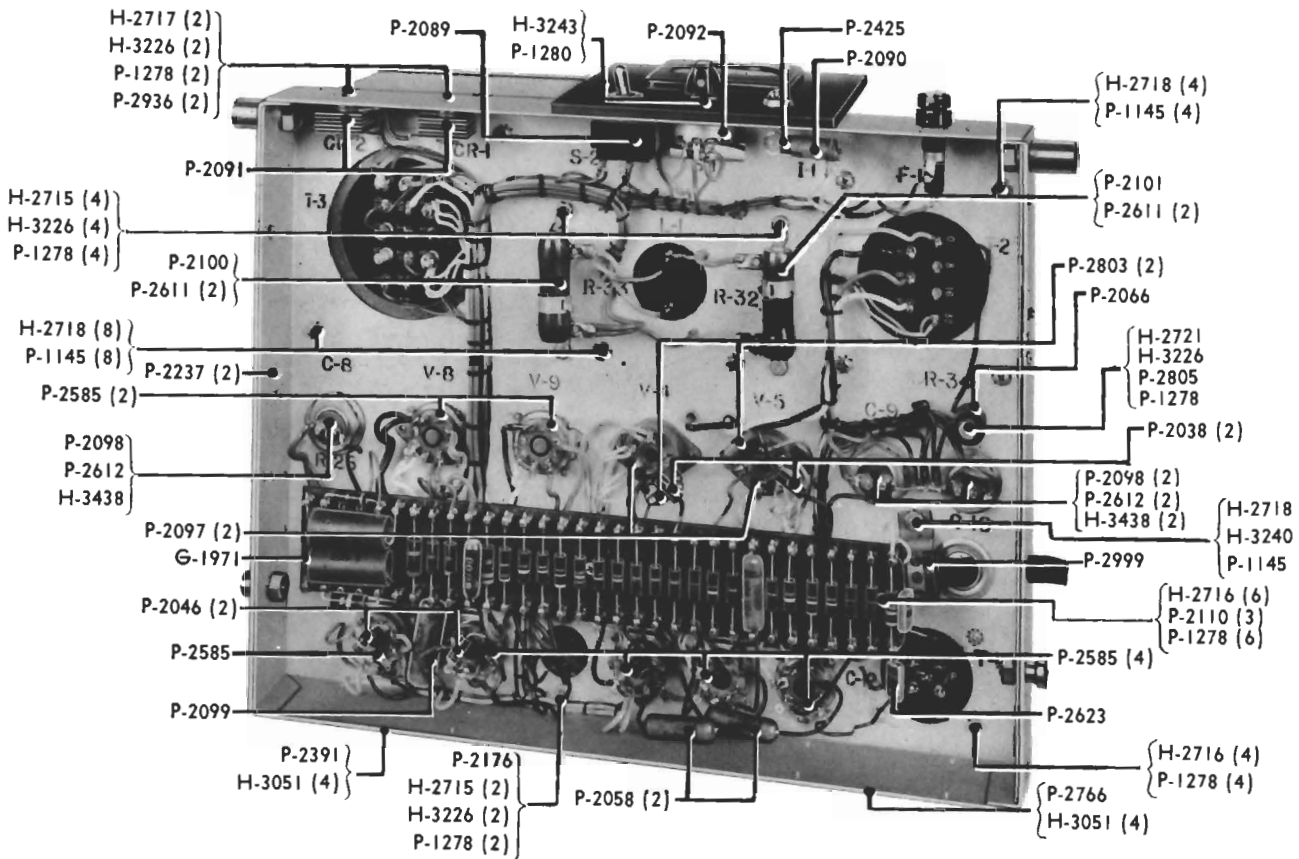 H-2717 (2)
H-3226 (2)
P-1278 (2)
P-2936 (2)
P-2089
H-3243
P-1280
P-2092
P-2425
P-2090
H-2718 (4)
P-1145 (4)
P-2091
CR-1
S-2
I-1
F-1
T-3
H-2715 (4)
H-3226 (4)
P-1278 (4)
P-2101
P-2611 (2)
P-2100
P-2611 (2)
R-33
R-32
P-2803 (2)
P-2066
H-2718 (8)
P-1145 (8)
C-8
V-8
V-9
V-4
V-5
R-3
C-9
H-2721
H-3226
P-2805
P-1278
P-2237 (2)
P-2585 (2)
P-2038 (2)
P-2098
P-2612
H-3438
P-2098 (2)
P-2612 (2)
H-3438 (2)
H-2718
H-3240
P-1145
P-2097 (2)
G-1971
P-2999
P-2046 (2)
H-2716 (6)
P-2110 (3)
P-1278 (6)
P-2585
P-2585 (4)
P-2099
P-2623
P-2391
H-3051 (4)
P-2176
H-2715 (2)
H-3226 (2)
P-1278 (2)
P-2058 (2)
H-2716 (4)
P-1278 (4)
P-2766
H-3051 (4)